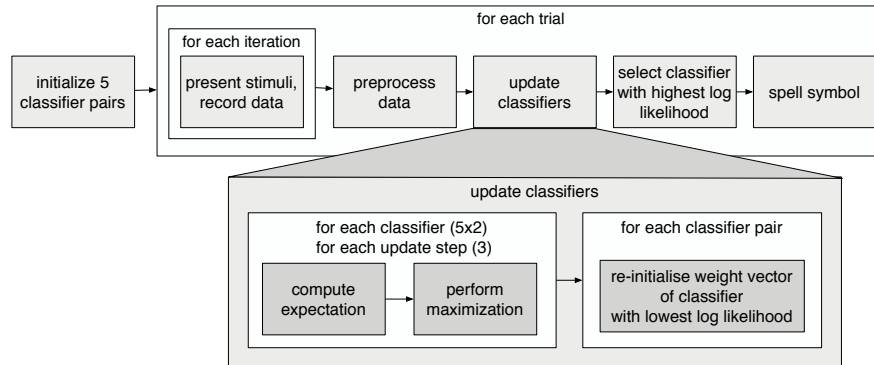 for each trial
for each iteration
initialize 5
classifier pairs
present stimuli,
record data
preprocess
data
update
classifiers
select classifier
with highest log
likelihood
spell symbol
update classifiers
for each classifier (5x2)
for each update step (3)
compute
expectation
perform
maximization
for each classifier pair
re-initialise weight vector
of classifier
with lowest log likelihood